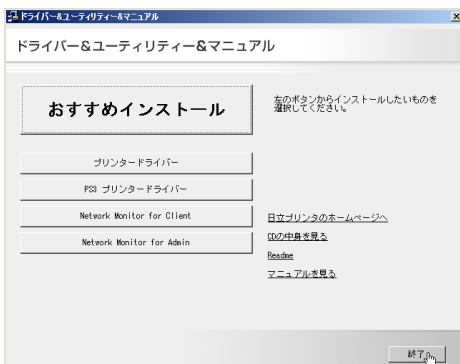 ドライバー&ユーティリティー&マニュアル
ドライバー&ユーティリティー&マニュアル
おすすめインストール
左のボタンからインストールしたいものを
選択してください。
プリンタードライバー
PS3 プリンタードライバー
Network Monitor for Client
Network Monitor for Admin
日立プリンタのホームページへ
CDの中身を見る
Readme
マニュアルを見る
終了